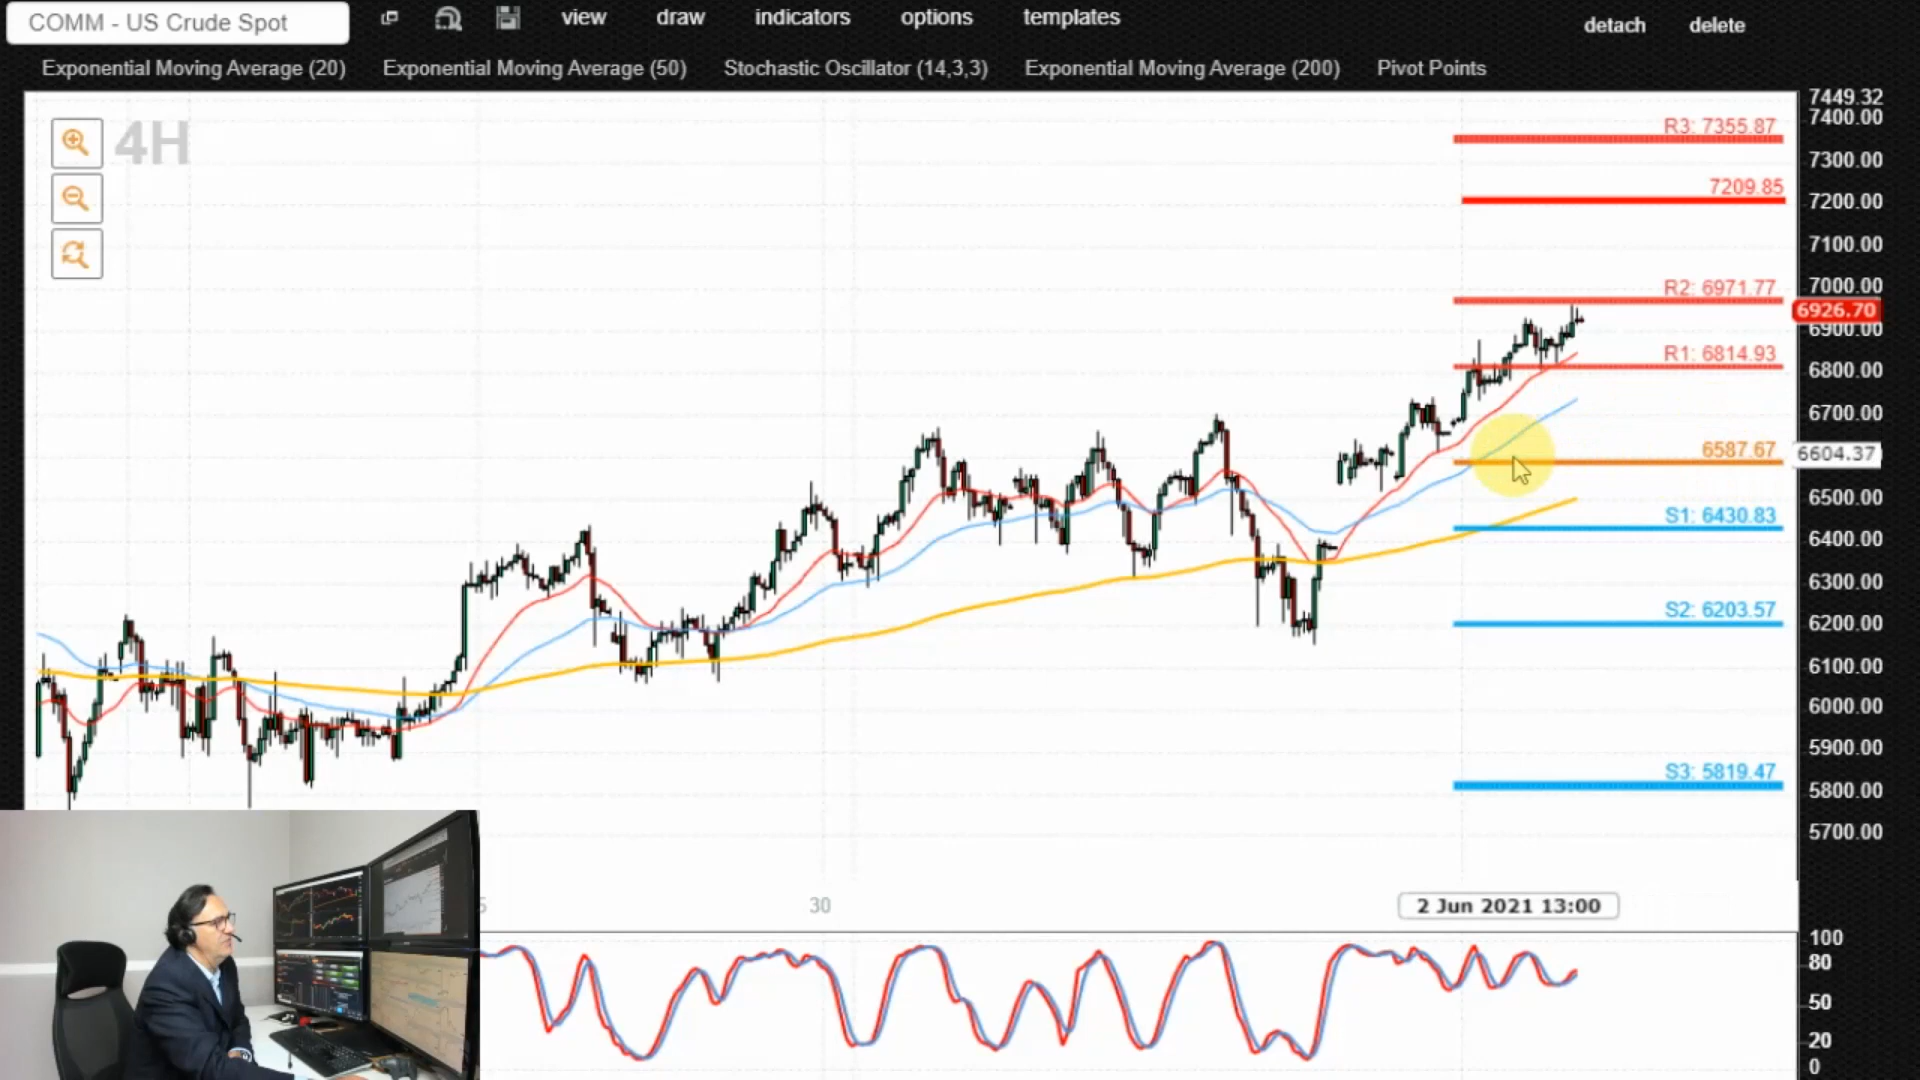 COMM - US Crude Spot
view draw indicators options templates detach delete
Exponential Moving Average (20) Exponential Moving Average (50) Stochastic Oscillator (14,3,3) Exponential Moving Average (200) Pivot Points
4H
R3: 7355.87
7209.85
R2: 6971.77
R1: 6814.93
6587.67
S1: 6430.83
S2: 6203.57
S3: 5819.47
7449.32
7400.00
7300.00
7200.00
7100.00
7000.00
6926.70
6900.00
6800.00
6700.00
6604.37
6500.00
6400.00
6300.00
6200.00
6100.00
6000.00
5900.00
5800.00
5700.00
30 2 Jun 2021 13:00
100
80
50
20
0